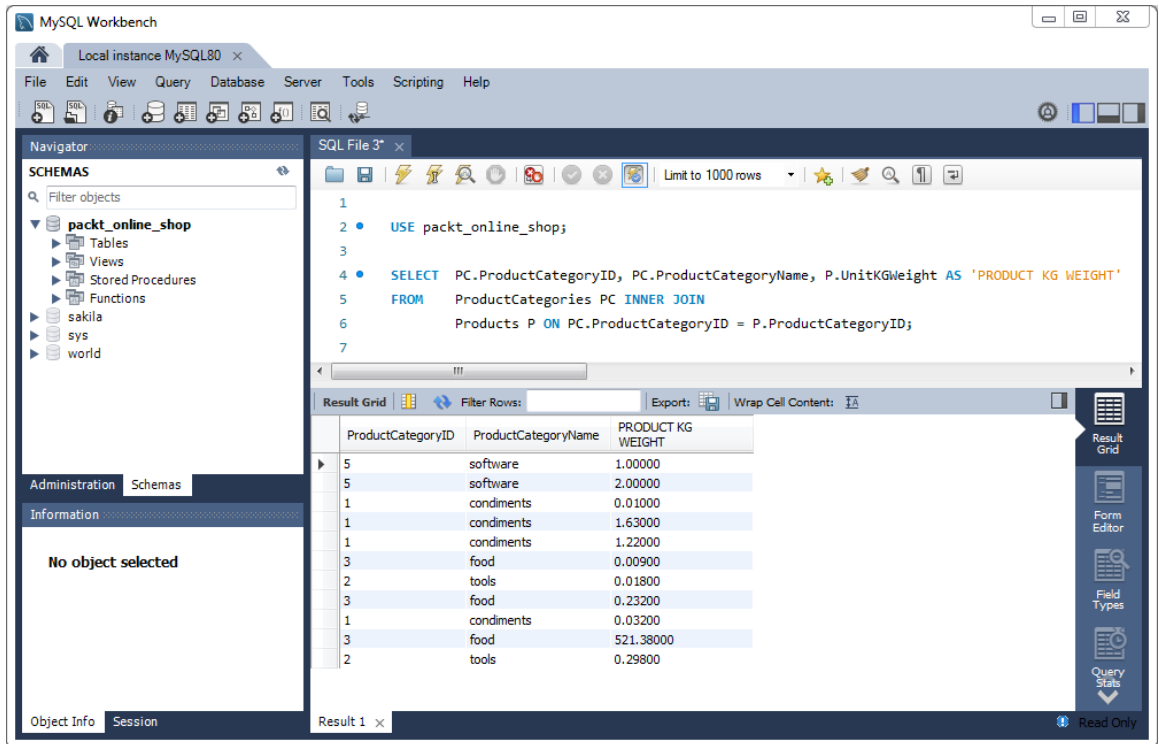 MySQL Workbench
Local instance MySQL80
File Edit View Query Database Server Tools Scripting Help
Navigator
SCHEMAS
Filter objects
packt_online_shop
Tables
Views
Stored Procedures
Functions
sakila
sys
world
Administration Schemas
Information
No object selected
Object Info Session
SQL File 3*
Limit to 1000 rows
1
2 USE packt_online_shop;
3
4 SELECT PC.ProductCategoryID, PC.ProductCategoryName, P.UnitKGWeight AS 'PRODUCT KG WEIGHT'
5 FROM ProductCategories PC INNER JOIN
6 Products P ON PC.ProductCategoryID = P.ProductCategoryID;
7
Result Grid Filter Rows: Export: Wrap Cell Content:
ProductCategoryID ProductCategoryName PRODUCT KG
WEIGHT
5 software 1.00000
5 software 2.00000
1 condiments 0.01000
1 condiments 1.63000
1 condiments 1.22000
3 food 0.00900
2 tools 0.01800
3 food 0.23200
1 condiments 0.03200
3 food 521.38000
2 tools 0.29800
Result
Grid
Form
Editor
Field
Types
Query
Stats
Result 1
Read Only